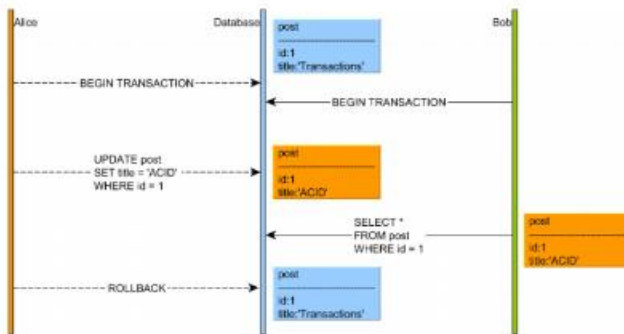 Alice
Database
post
id:1
title:'Transactions'
Bob
BEGIN TRANSACTION
BEGIN TRANSACTION
UPDATE post
SET title = 'ACID'
WHERE id = 1
post
id:1
title:'ACID'
SELECT *
FROM post
WHERE id = 1
post
id:1
title:'ACID'
ROLLBACK
post
id:1
title:'Transactions'